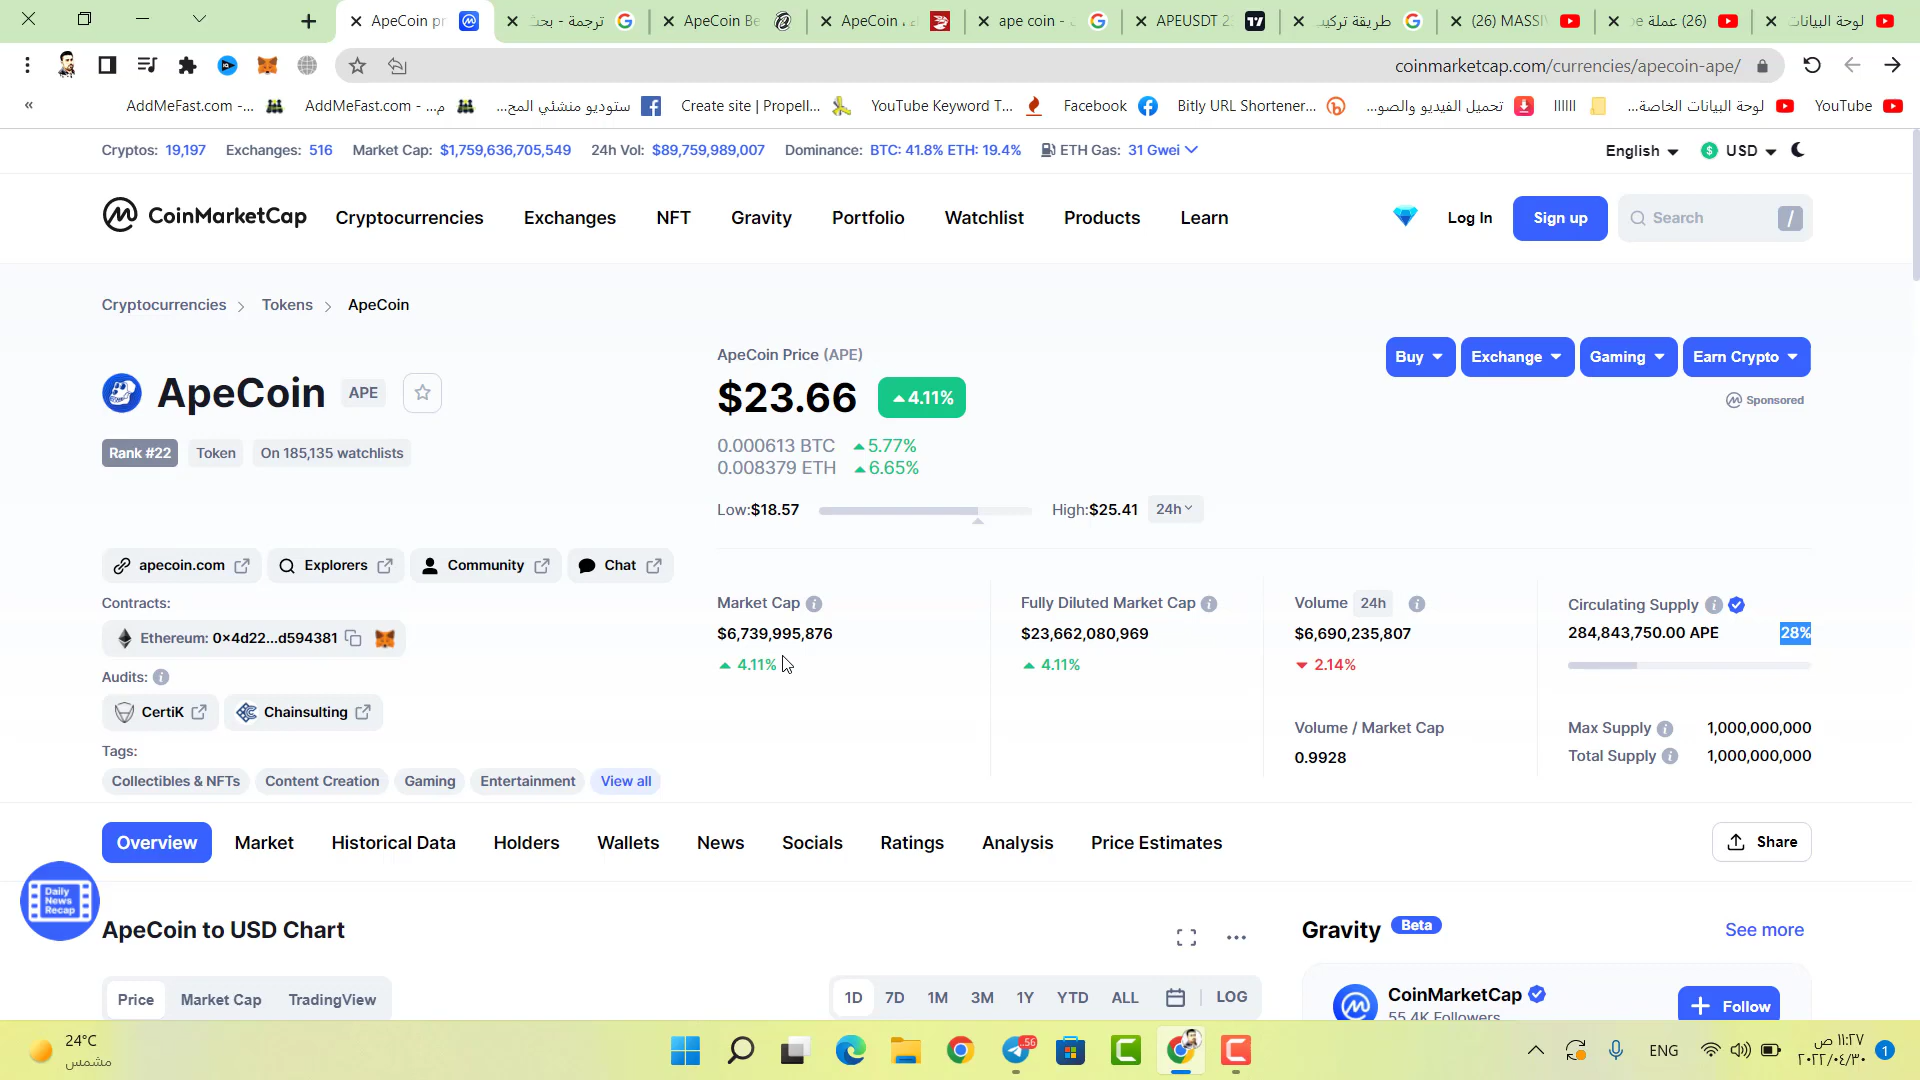 ApeCoin pr
ترجمة - بحث
ApeCoin Be
ApeCoin ،
ape coin -
APEUSDT 2
طريقة تركيب
(26) MASSIV
(26) عملة
لوحة البيانات
coinmarketcap.com/currencies/apecoin-ape/
«
AddMeFast.com -...
AddMeFast.com - م...
ستوديو منشئي المح...
Create site | Propell...
YouTube Keyword T...
Facebook
Bitly URL Shortener...
تحميل الفيديو والصو...
llllll
لوحة البيانات الخاصة...
YouTube
Cryptos: 19,197 Exchanges: 516 Market Cap: $1,759,636,705,549 24h Vol: $89,759,989,007 Dominance: BTC: 41.8% ETH: 19.4% ETH Gas: 31 Gwei
English $ USD
CoinMarketCap Cryptocurrencies Exchanges NFT Gravity Portfolio Watchlist Products Learn
Log In Sign up Search /
Cryptocurrencies > Tokens > ApeCoin
ApeCoin APE
Rank #22 Token On 185,135 watchlists
ApeCoin Price (APE)
$23.66 4.11%
0.000613 BTC 5.77%
0.008379 ETH 6.65%
Low:$18.57 High:$25.41 24h
Buy Exchange Gaming Earn Crypto
Sponsored
apecoin.com Explorers Community Chat
Contracts:
Ethereum: 0x4d22...d594381
Audits:
CertiK Chainsulting
Tags:
Collectibles & NFTs Content Creation Gaming Entertainment View all
Market Cap
$6,739,995,876
4.11%
Fully Diluted Market Cap
$23,662,080,969
4.11%
Volume 24h
$6,690,235,807
2.14%
Volume / Market Cap
0.9928
Circulating Supply
284,843,750.00 APE 28%
Max Supply 1,000,000,000
Total Supply 1,000,000,000
Overview Market Historical Data Holders Wallets News Socials Ratings Analysis Price Estimates Share
Daily
News
Recap
ApeCoin to USD Chart
Price Market Cap TradingView
1D 7D 1M 3M 1Y YTD ALL LOG
Gravity Beta See more
CoinMarketCap
55.4K Followers
+ Follow
24°C
مشمس
56
ENG
١١:٢٧ ص
٢٠٢٢/٠٤/٣٠
1